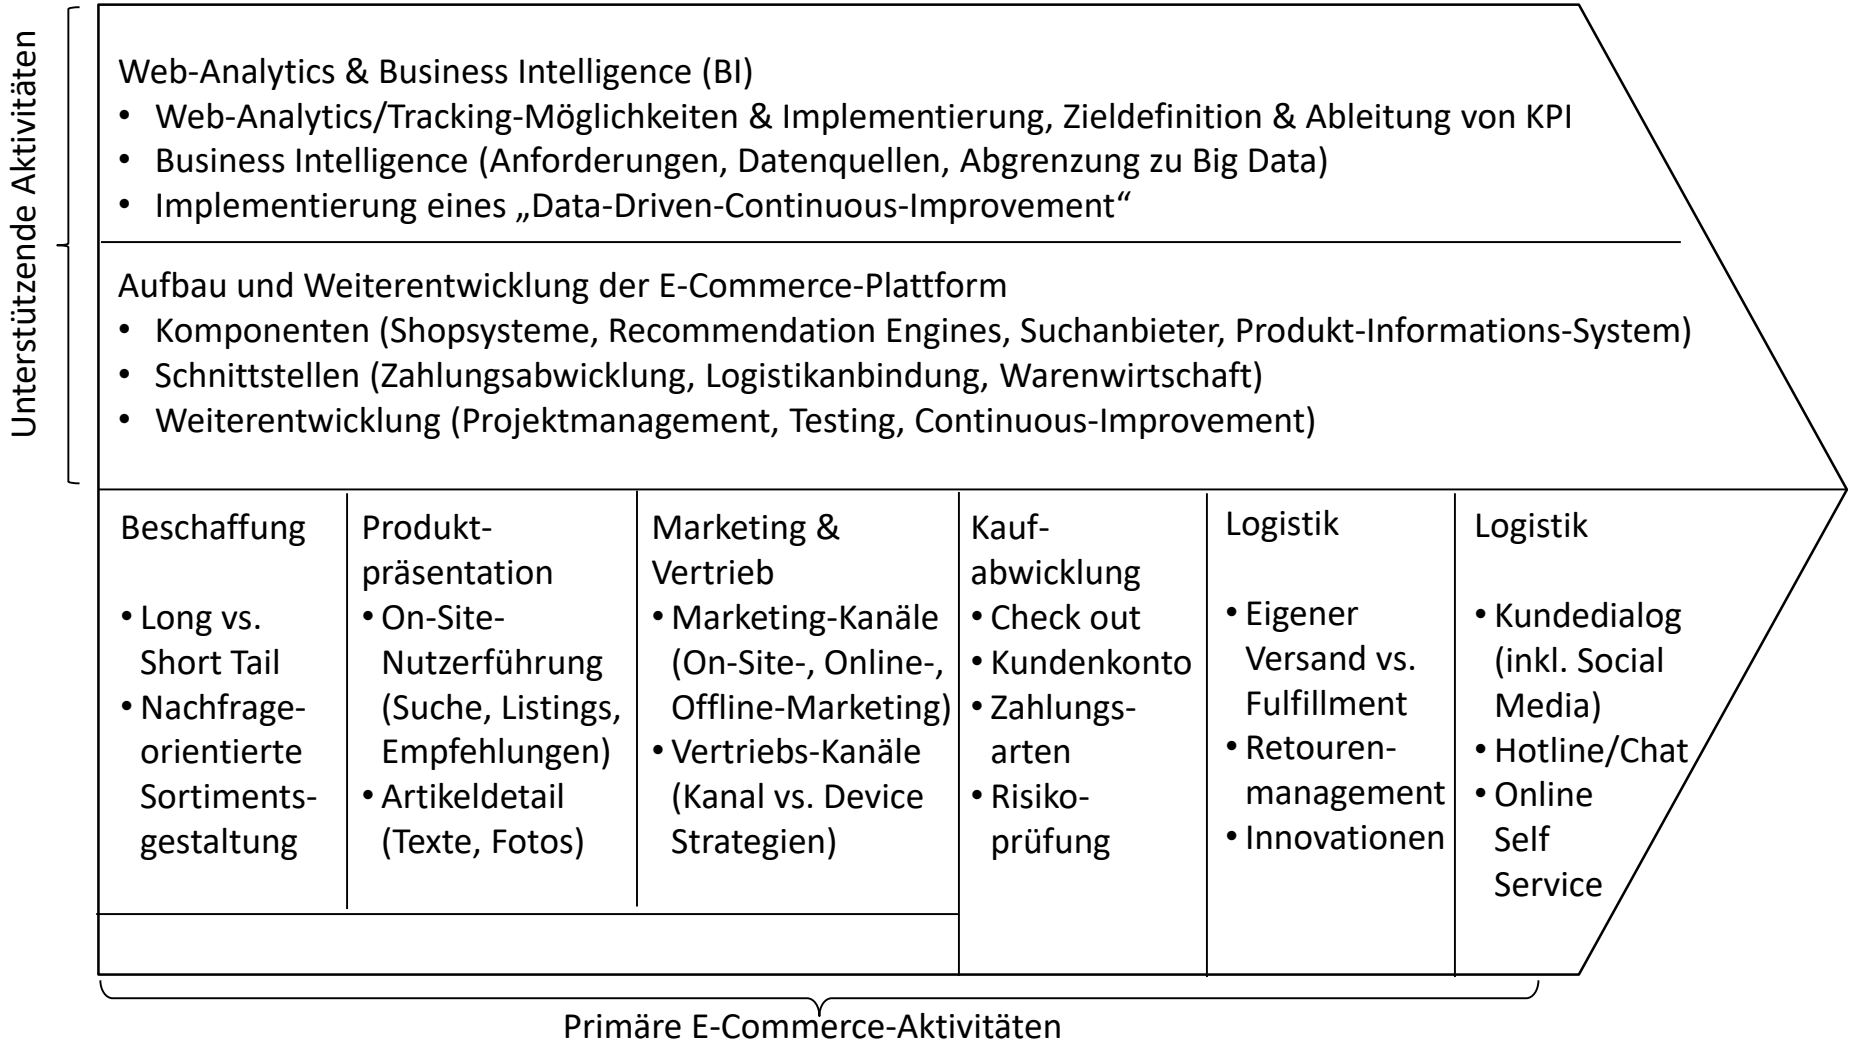 Unterstützende Aktivitäten
Web-Analytics & Business Intelligence (BI)
• Web-Analytics/Tracking-Möglichkeiten & Implementierung, Zieldefinition & Ableitung von KPI
• Business Intelligence (Anforderungen, Datenquellen, Abgrenzung zu Big Data)
• Implementierung eines „Data-Driven-Continuous-Improvement“
Aufbau und Weiterentwicklung der E-Commerce-Plattform
• Komponenten (Shopsysteme, Recommendation Engines, Suchanbieter, Produkt-Informations-System)
• Schnittstellen (Zahlungsabwicklung, Logistikanbindung, Warenwirtschaft)
• Weiterentwicklung (Projektmanagement, Testing, Continuous-Improvement)
Beschaffung
• Long vs.
Short Tail
• Nachfrage-
orientierte
Sortiments-
gestaltung
Produkt-
präsentation
• On-Site-
Nutzerführung
(Suche, Listings,
Empfehlungen)
• Artikeldetail
(Texte, Fotos)
Marketing &
Vertrieb
• Marketing-Kanäle
(On-Site-, Online-,
Offline-Marketing)
• Vertriebs-Kanäle
(Kanal vs. Device
Strategien)
Kauf-
abwicklung
• Check out
• Kundenkonto
• Zahlungs-
arten
• Risiko-
prüfung
Logistik
• Eigener
Versand vs.
Fulfillment
• Retouren-
management
• Innovationen
Logistik
• Kundedialog
(inkl. Social
Media)
• Hotline/Chat
• Online
Self
Service
Primäre E-Commerce-Aktivitäten